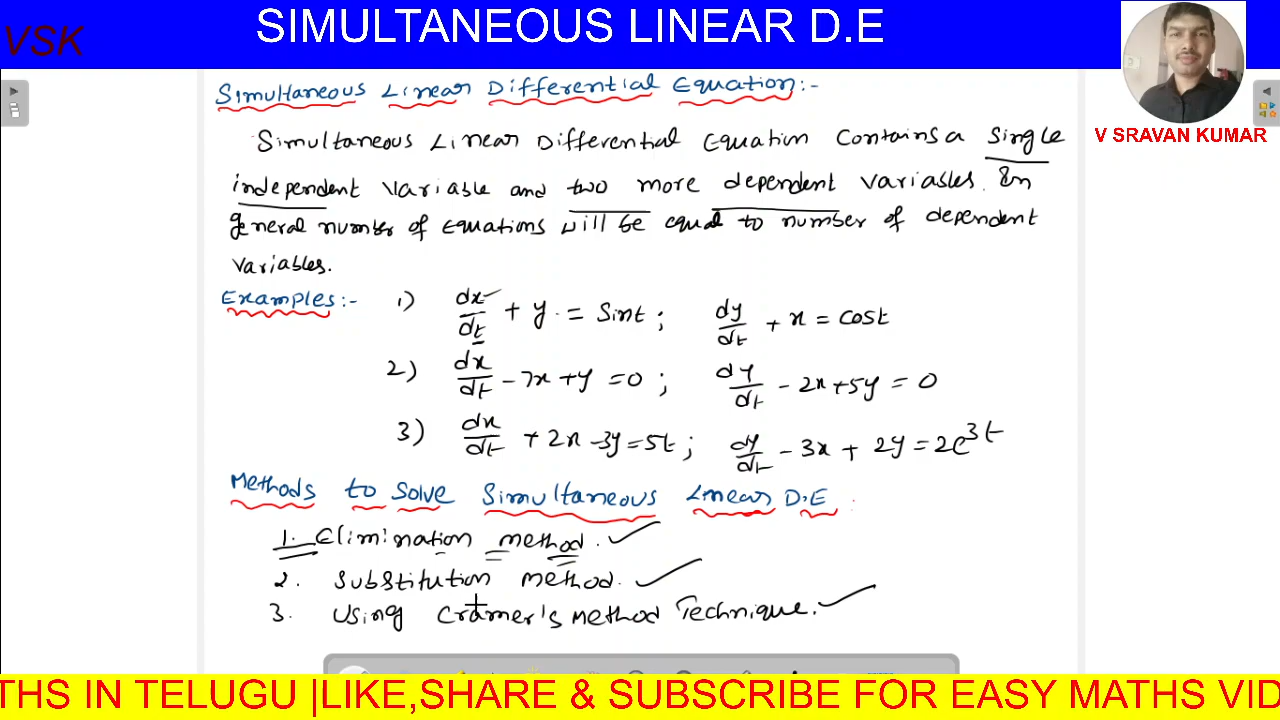 VSK
SIMULTANEOUS LINEAR D.E
V SRAVAN KUMAR
Simultaneous Linear Differential Equation:-
Simultaneous Linear Differential Equation Contains a Single
independent Variable and two more dependent Variables. In
general number of Equations will be equal to number of dependent
Variables.
Examples:- 1) dx/dt + y = Sint; dy/dt + x = cost
2) dx/dt - 7x + y = 0; dy/dt - 2x + 5y = 0
3) dx/dt + 2x - 3y = 5t; dy/dt - 3x + 2y = 2e^3t
Methods to Solve Simultaneous Linear D.E
1. Elimination method.
2. Substitution method.
3. Using Cramer's Method Technique.
THS IN TELUGU |LIKE,SHARE & SUBSCRIBE FOR EASY MATHS VID